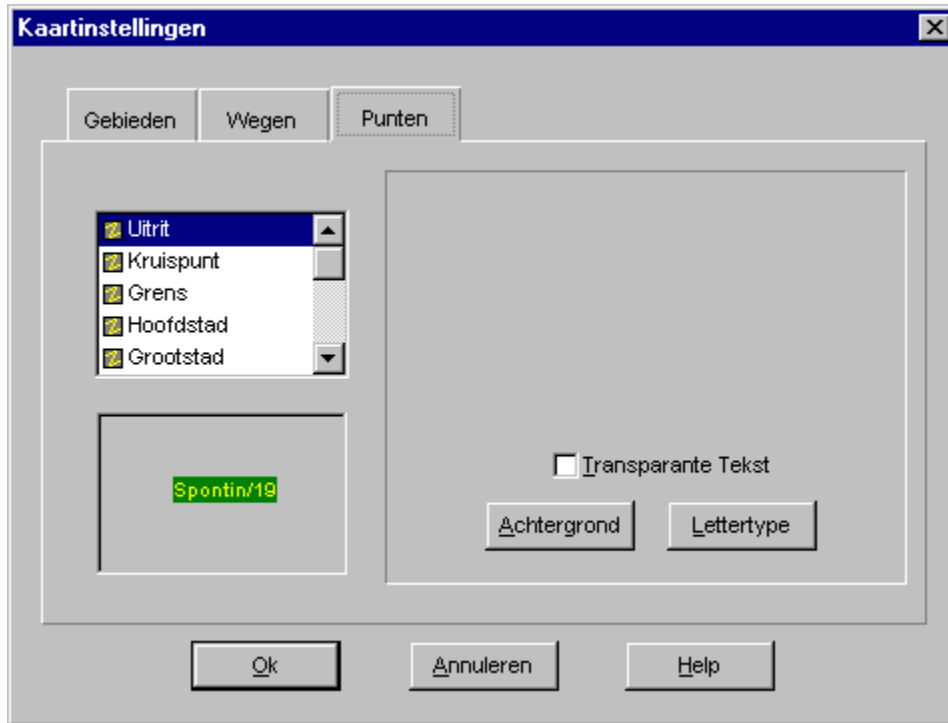 Kaartinstellingen
Gebieden Wegen Punten
Uitrit
Kruispunt
Grens
Hoofdstad
Grootstad
Spontin/19
Transparante Tekst
Achtergrond Lettertype
Ok Annuleren Help